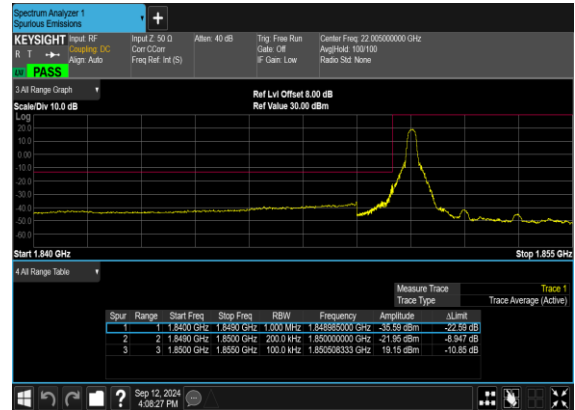 Spectrum Analyzer 1
Spurious Emissions
KEYSIGHT Input: RF
R T Coupling: DC
Align: Auto
Input Z: 50 Ω
Corr CCorr
Freq Ref: Int (S)
Atten: 40 dB
Trig: Free Run
Gate: Off
IF Gain: Low
Center Freq: 22.005000000 GHz
Avg|Hold: 100/100
Radio Std: None
PASS
3 All Range Graph
Ref Lvl Offset 8.00 dB
Scale/Div 10.0 dB Ref Value 30.00 dBm
Log
20.0
10.0
0.00
-10.0
-20.0
-30.0
-40.0
-50.0
-60.0
Start 1.840 GHz Stop 1.855 GHz
4 All Range Table
Measure Trace Trace 1
Trace Type Trace Average (Active)
Spur Range Start Freq Stop Freq RBW Frequency Amplitude ΔLimit
1 1 1.8400 GHz 1.8490 GHz 1.000 MHz 1.848985000 GHz -35.59 dBm -22.59 dB
2 2 1.8490 GHz 1.8500 GHz 200.0 kHz 1.850000000 GHz -21.95 dBm -8.947 dB
3 3 1.8500 GHz 1.8550 GHz 100.0 kHz 1.850508333 GHz 19.15 dBm -10.85 dB
Sep 12, 2024
4:08:27 PM